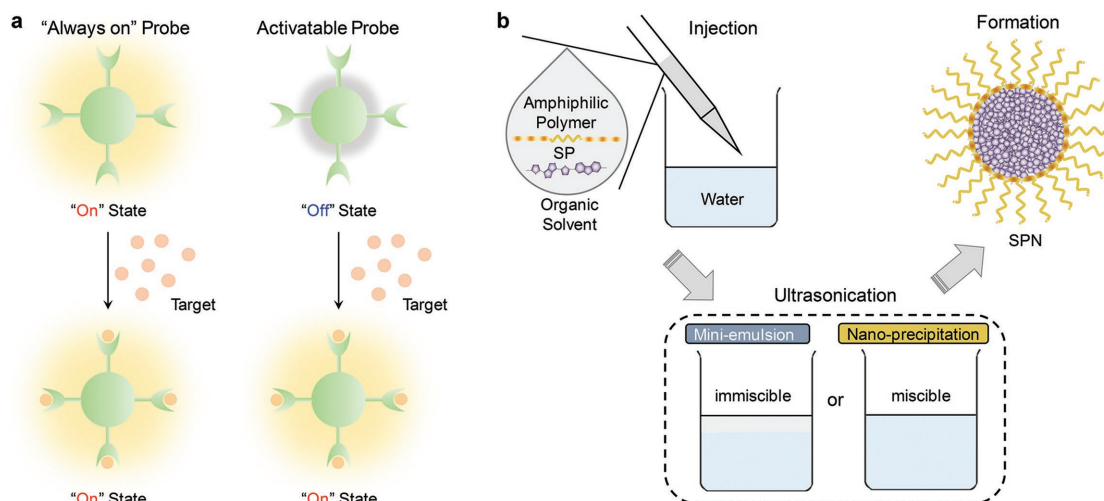 a
“Always on” Probe
Activatable Probe
“On” State
“Off” State
Target
Target
“On” State
“On” State
b
Injection
Formation
Amphiphilic
Polymer
SP
Organic
Solvent
Water
SPN
Ultrasonication
Mini-emulsion
Nano-precipitation
immiscible
or
miscible